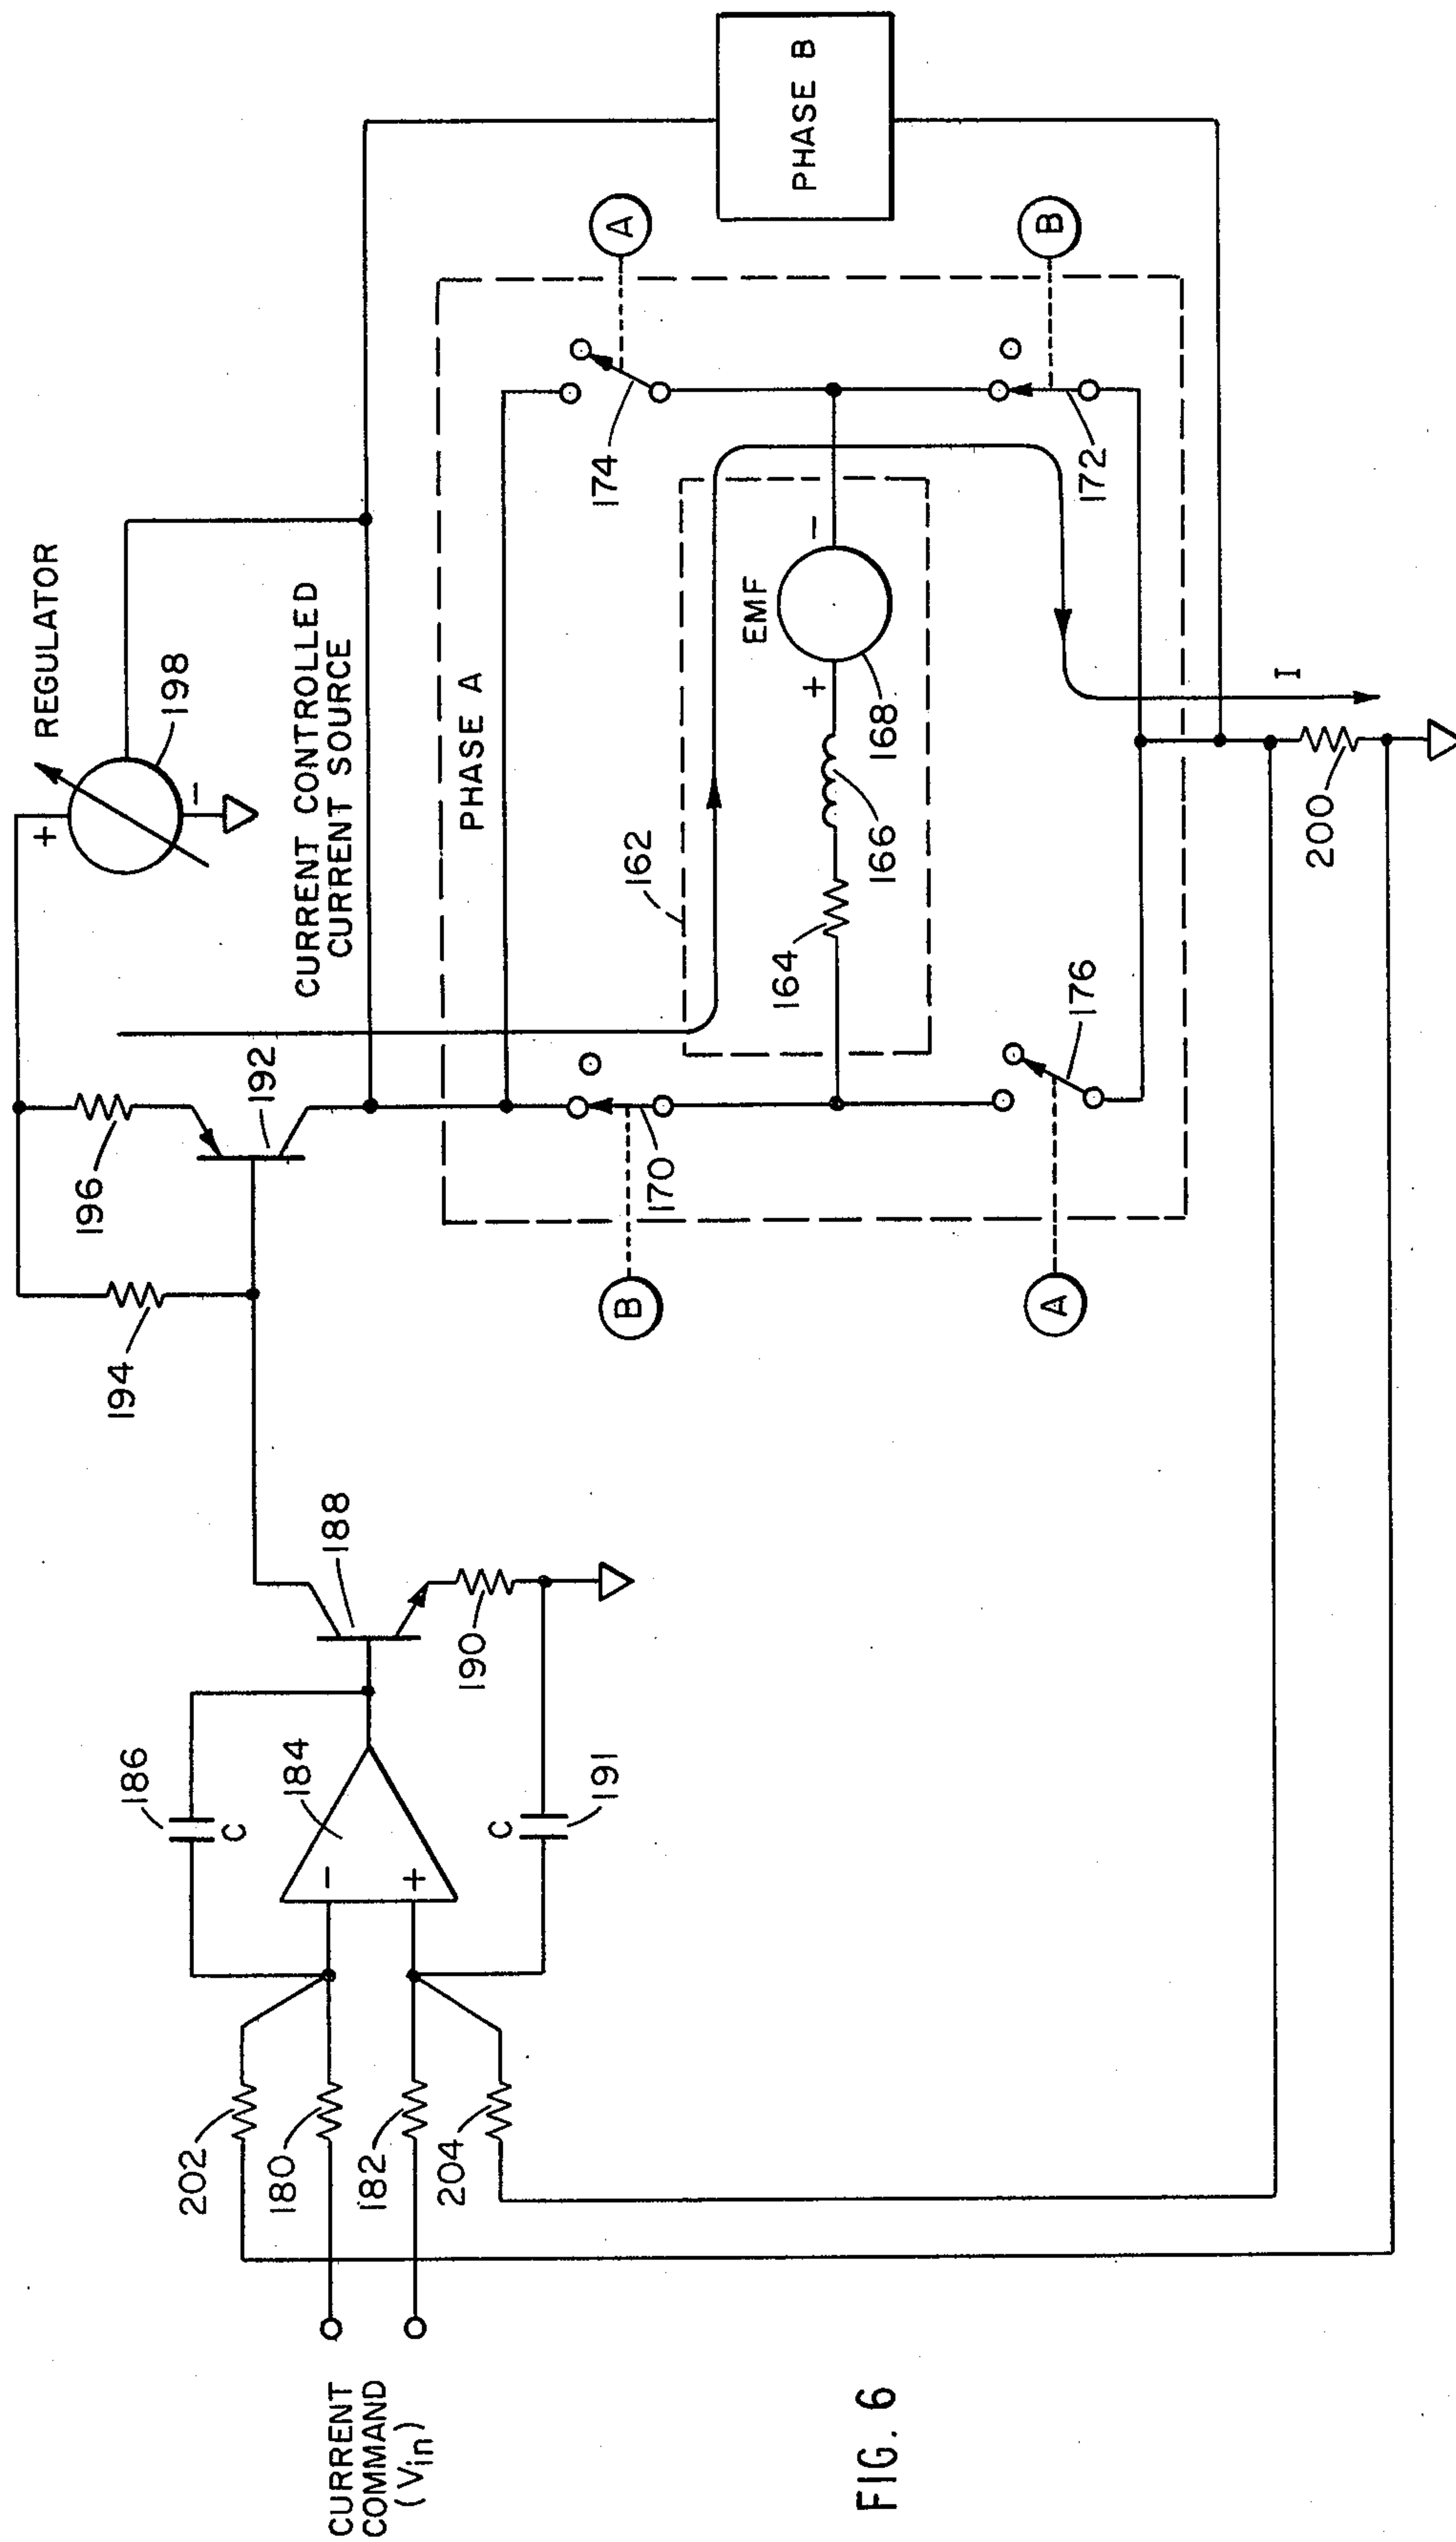 REGULATOR
+
198
−
CURRENT CONTROLLED
CURRENT SOURCE
196
192
194
188
190
186
C
184
−
+
C
191
202
180
182
204
CURRENT
COMMAND
(Vin)
PHASE A
B
170
A
174
162
164
166
+
EMF
168
−
A
176
B
172
PHASE B
I
200
FIG. 6